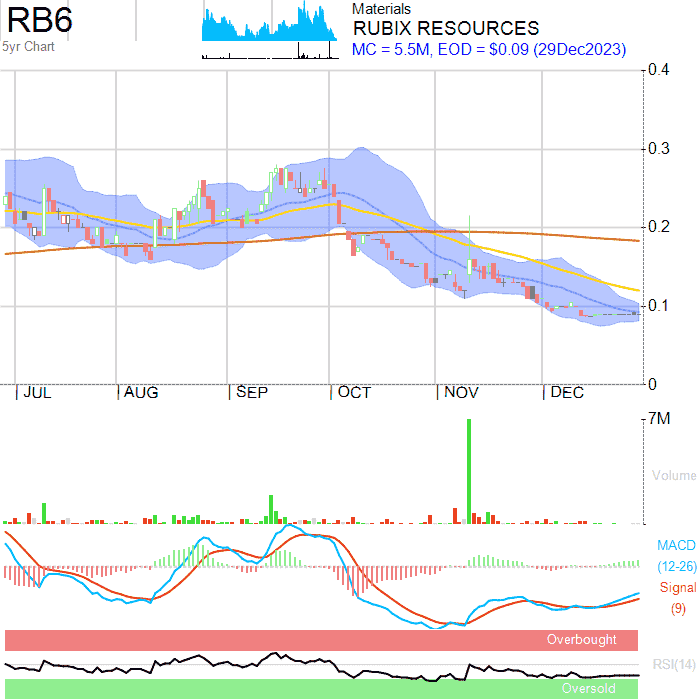 RB6
5yr Chart
Materials
RUBIX RESOURCES
MC = 5.5M, EOD = $0.09 (29Dec2023)
0.4
0.3
0.2
0.1
0
JUL AUG SEP OCT NOV DEC
7M
Volume
MACD
(12-26)
Signal
(9)
Overbought
RSI(14)
Oversold